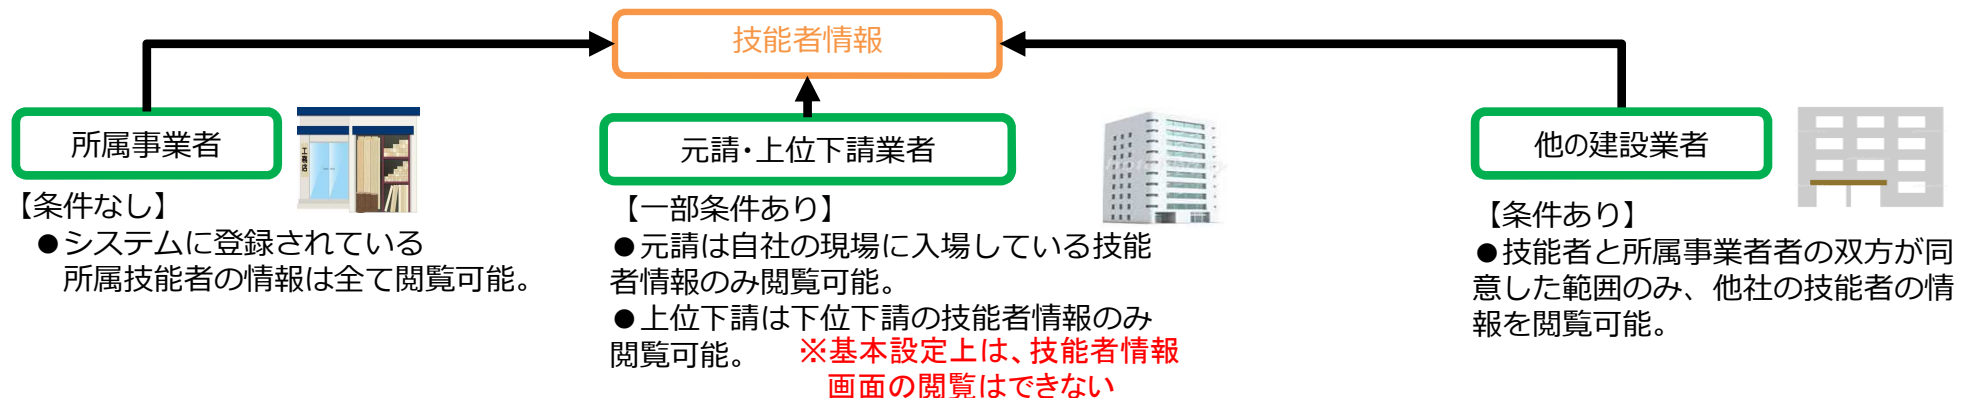 技能者情報
所属事業者
工務店
【条件なし】
●システムに登録されている
所属技能者の情報は全て閲覧可能。
元請・上位下請業者
【一部条件あり】
●元請は自社の現場に入場している技能
者情報のみ閲覧可能。
●上位下請は下位下請の技能者情報のみ
閲覧可能。
※基本設定上は、技能者情報
画面の閲覧はできない
他の建設業者
【条件あり】
●技能者と所属事業者者の双方が同
意した範囲のみ、他社の技能者の情
報を閲覧可能。